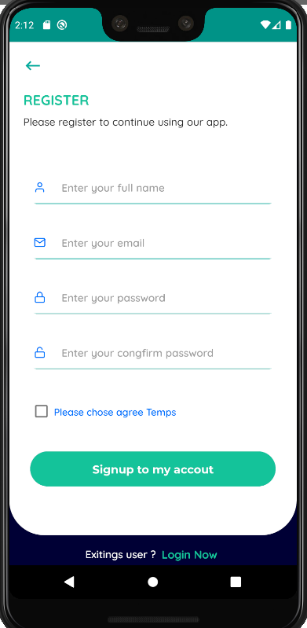 2:12
REGISTER
Please register to continue using our app.
Enter your full name
Enter your email
Enter your password
Enter your congfirm password
Please chose agree Temps
Signup to my accout
Exitings user ? Login Now